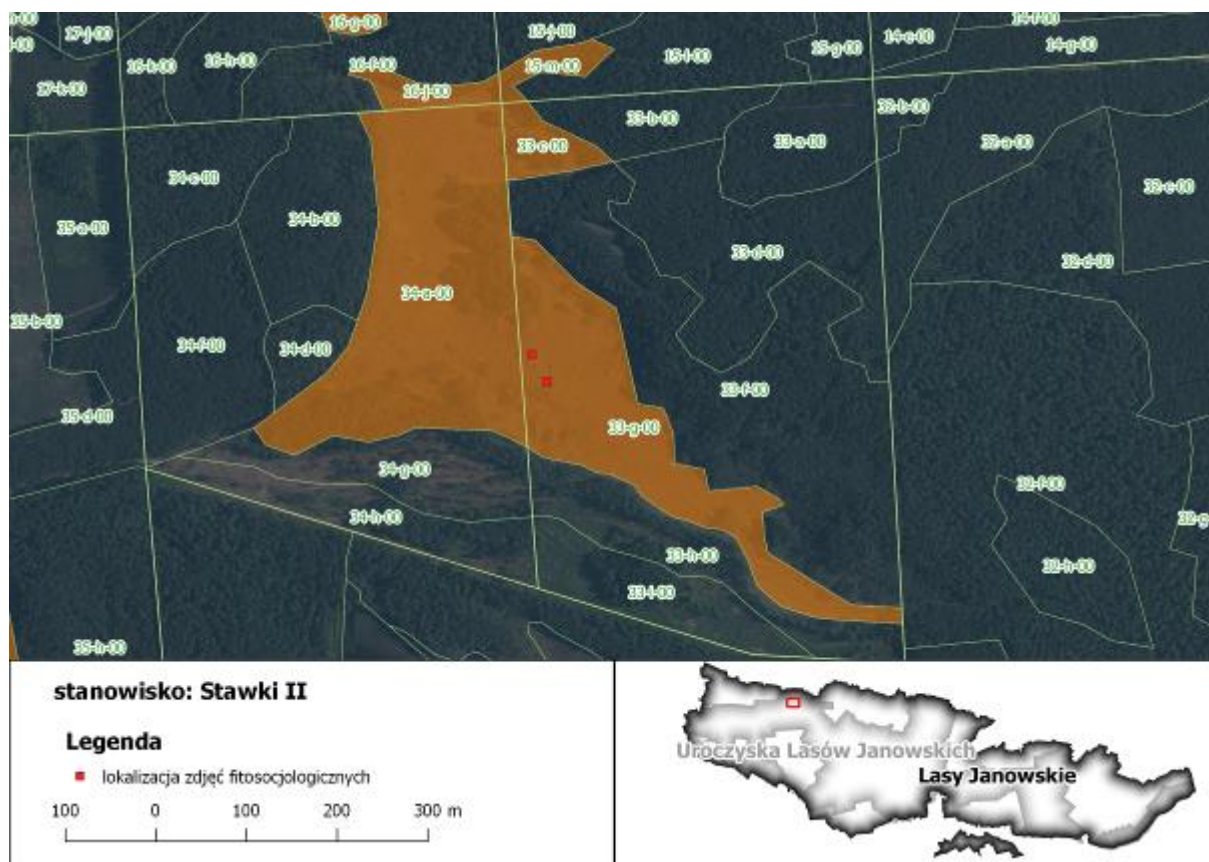 16-g-00
15-j-00
14-f-00
17-j-00
16-k-00
16-h-00
16-f-00
15-m-00
15-l-00
15-g-00
14-c-00
14-g-00
17-k-00
16-j-00
33-b-00
32-b-00
33-c-00
33-a-00
32-a-00
34-c-00
32-c-00
35-a-00
34-b-00
33-d-00
32-d-00
34-a-00
35-b-00
34-f-00
34-d-00
33-f-00
35-d-00
33-g-00
34-g-00
32-f-00
34-h-00
33-h-00
32-h-00
33-i-00
35-h-00
stanowisko: Stawki II
Legenda
lokalizacja zdjęć fitosocjologicznych
100 0 100 200 300 m
Uroczyska Lasów Janowskich
Lasy Janowskie